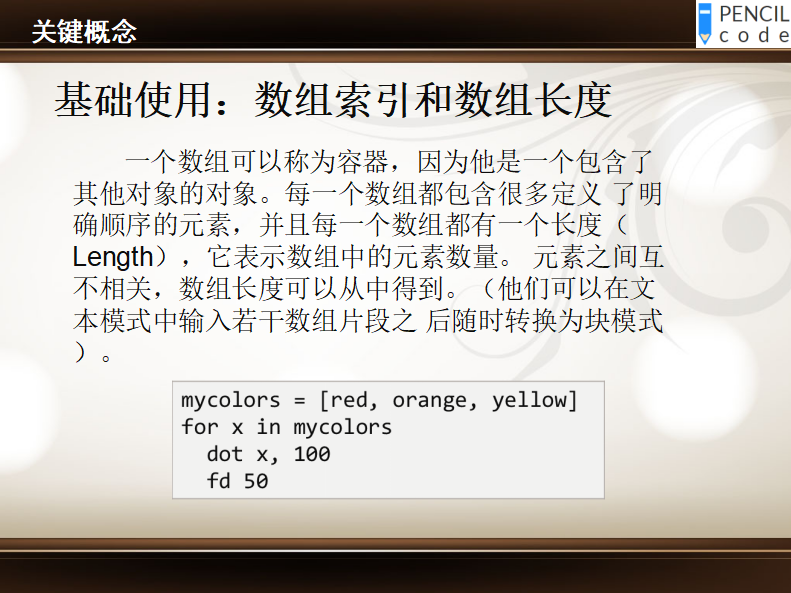 关键概念
PENCIL
code
基础使用：数组索引和数组长度
一个数组可以称为容器，因为他是一个包含了
其他对象的对象。每一个数组都包含很多定义 了明
确顺序的元素，并且每一个数组都有一个长度（
Length），它表示数组中的元素数量。 元素之间互
不相关，数组长度可以从中得到。（他们可以在文
本模式中输入若干数组片段之 后随时转换为块模式
）。
mycolors = [red, orange, yellow]
for x in mycolors
  dot x, 100
  fd 50